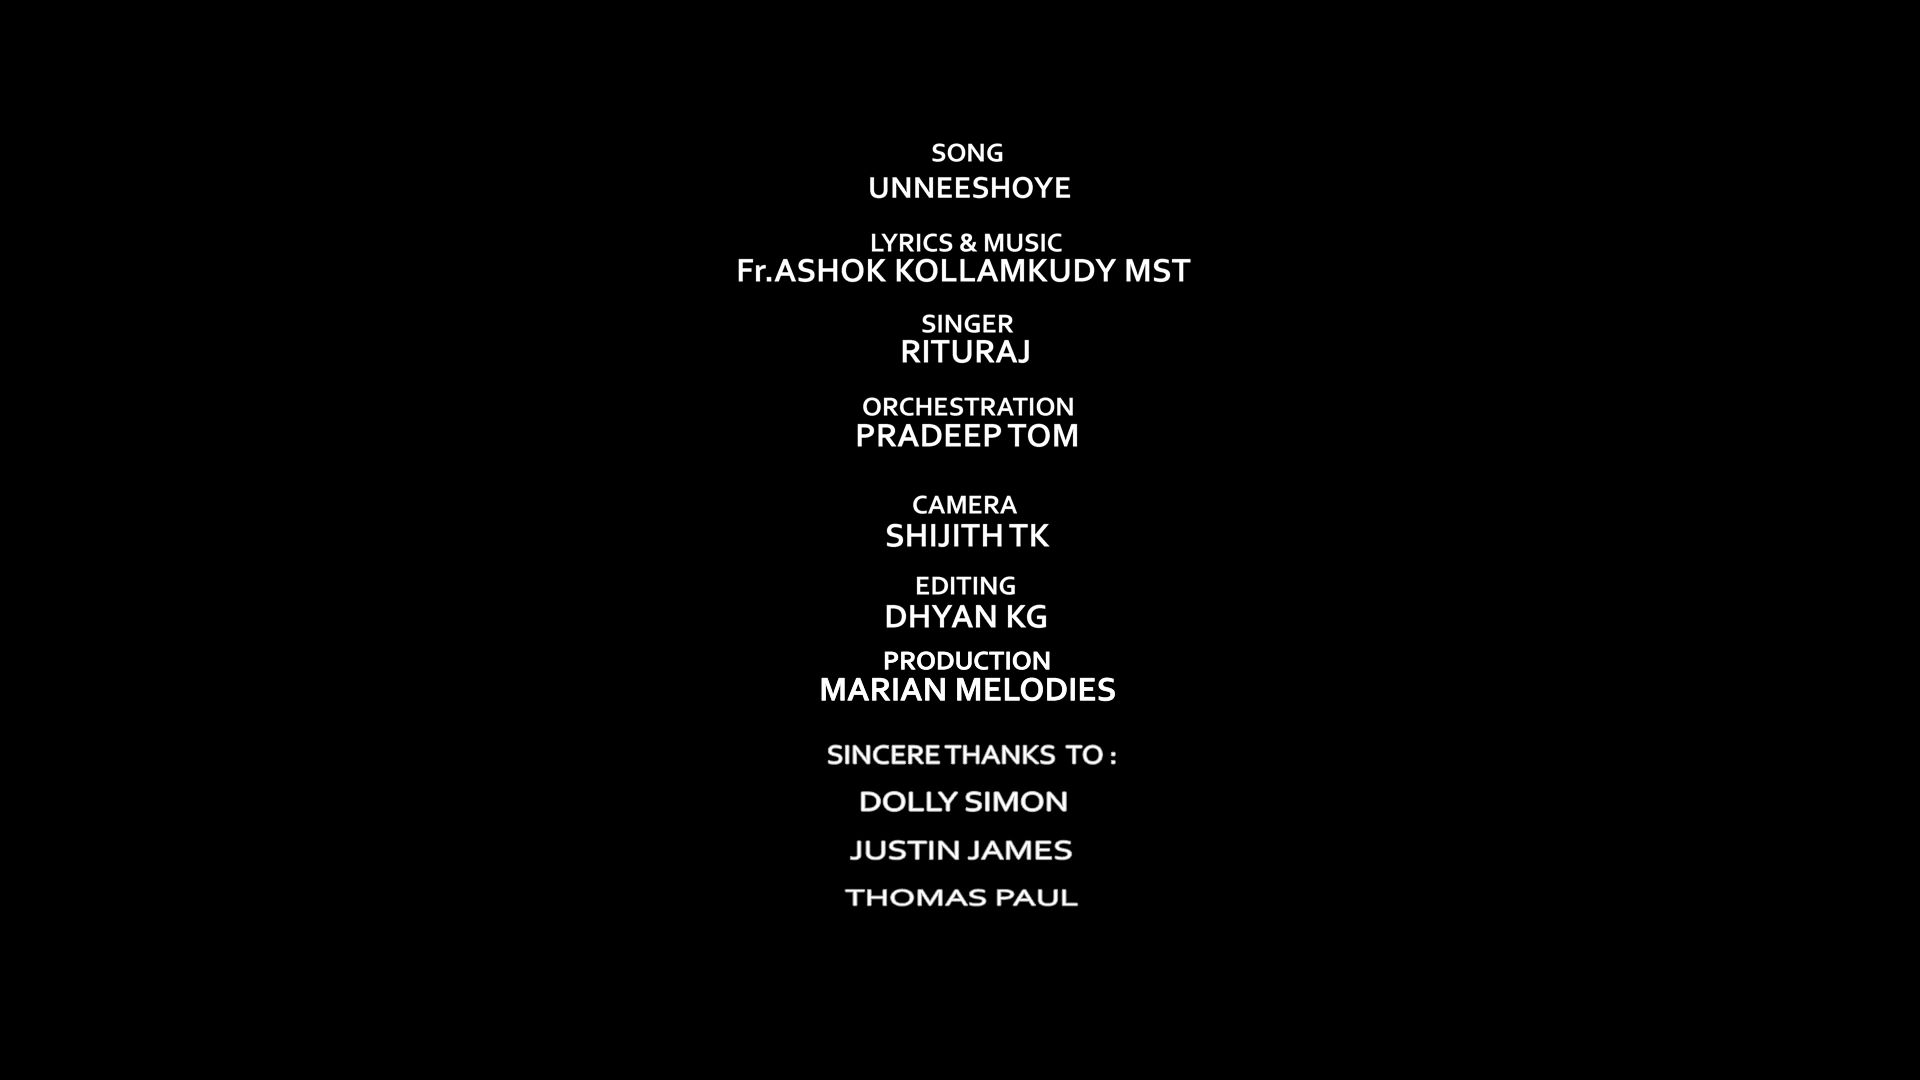 SONG
UNNEESHOYE
LYRICS & MUSIC
Fr.ASHOK KOLLAMKUDY MST
SINGER
RITURAJ
ORCHESTRATION
PRADEEP TOM
CAMERA
SHIJITH TK
EDITING
DHYAN KG
PRODUCTION
MARIAN MELODIES
SINCERE THANKS TO :
DOLLY SIMON
JUSTIN JAMES
THOMAS PAUL